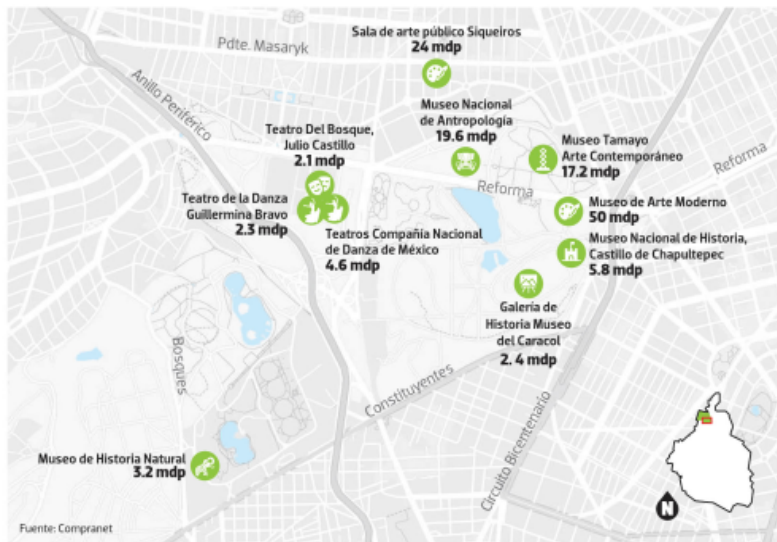 Sala de arte público Siqueiros
24 mdp
Pdte. Masaryk
Anillo Periférico
Museo Nacional
de Antropología
19.6 mdp
Teatro Del Bosque,
Julio Castillo
2.1 mdp
Museo Tamayo
Arte Contemporáneo
17.2 mdp
Reforma
Reforma
Teatro de la Danza
Guillermina Bravo
2.3 mdp
Museo de Arte Moderno
50 mdp
Teatros Compañía Nacional
de Danza de México
4.6 mdp
Museo Nacional de Historia,
Castillo de Chapultepec
5.8 mdp
Galería de
Historia Museo
del Caracol
2. 4 mdp
Bosques
Constituyentes
Circuito Bicentenario
Museo de Historia Natural
3.2 mdp
N
Fuente: Compranet